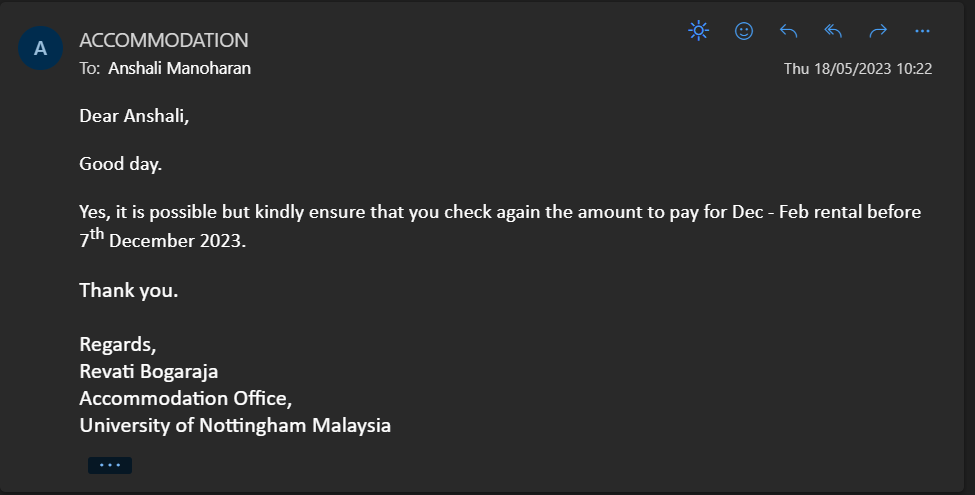 A
ACCOMMODATION
To: Anshali Manoharan
Thu 18/05/2023 10:22
Dear Anshali,
Good day.
Yes, it is possible but kindly ensure that you check again the amount to pay for Dec - Feb rental before
7th December 2023.
Thank you.
Regards,
Revati Bogaraja
Accommodation Office,
University of Nottingham Malaysia